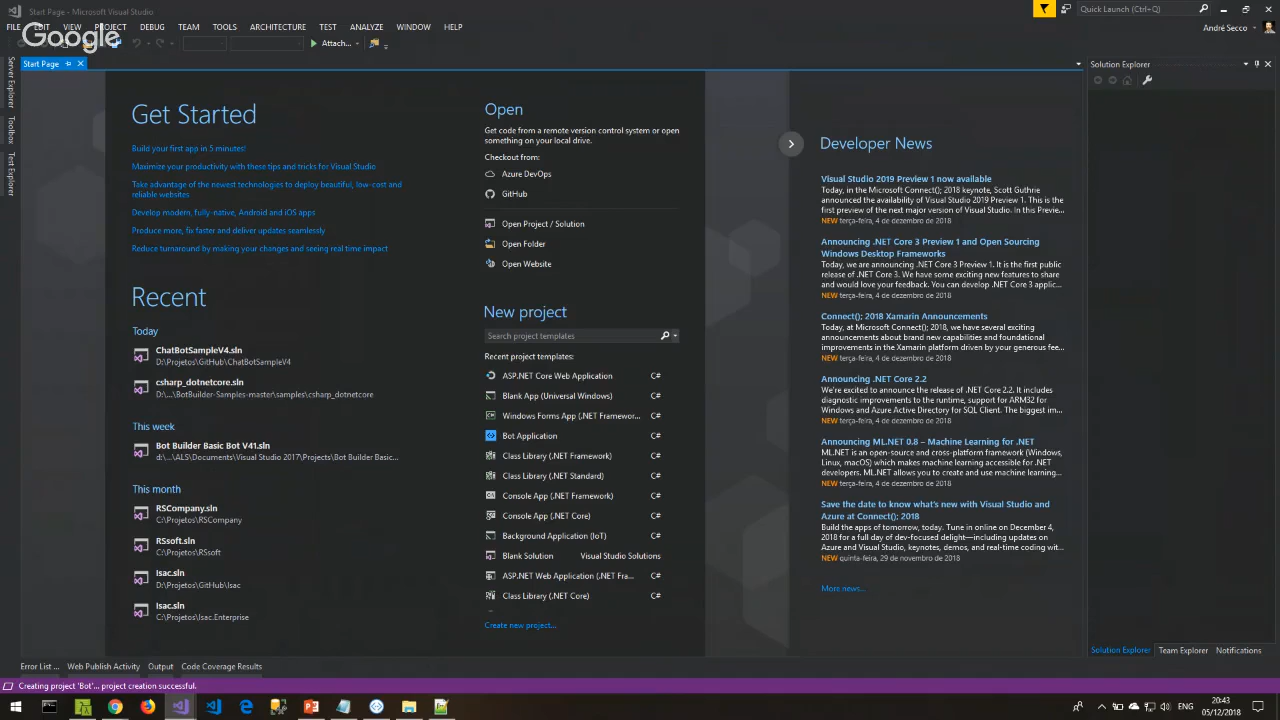 Start Page - Microsoft Visual Studio
Quick Launch (Ctrl+Q)
FILE EDIT VIEW PROJECT DEBUG TEAM TOOLS ARCHITECTURE TEST ANALYZE WINDOW HELP
André Secco
Google
Attach...
Start Page
Solution Explorer
Server Explorer
Toolbox
Test Explorer
Get Started
Build your first app in 5 minutes!
Maximize your productivity with these tips and tricks for Visual Studio
Take advantage of the newest technologies to deploy beautiful, low-cost and
reliable websites
Develop modern, fully-native, Android and iOS apps
Produce more, fix faster and deliver updates seamlessly
Reduce turnaround by making your changes and seeing real time impact
Recent
Today
ChatBotSampleV4.sln
D:\Projetos\GitHub\ChatBotSampleV4
csharp_dotnetcore.sln
D:\...\BotBuilder-Samples-master\samples\csharp_dotnetcore
This week
Bot Builder Basic Bot V41.sln
d:\...ALS\Documents\Visual Studio 2017\Projects\Bot Builder Basic...
This month
RSCompany.sln
C:\Projetos\RSCompany
RSsoft.sln
C:\Projetos\RSsoft
Isac.sln
D:\Projetos\GitHub\Isac
Isac.sln
C:\Projetos\Isac.Enterprise
Open
Get code from a remote version control system or open
something on your local drive.
Checkout from:
Azure DevOps
GitHub
Open Project / Solution
Open Folder
Open Website
New project
Search project templates
Recent project templates:
ASP.NET Core Web Application C#
Blank App (Universal Windows) C#
Windows Forms App (.NET Framewor... C#
Bot Application C#
Class Library (.NET Framework) C#
Class Library (.NET Standard) C#
Console App (.NET Framework) C#
Console App (.NET Core) C#
Background Application (IoT) C#
Blank Solution Visual Studio Solutions
ASP.NET Web Application (.NET Fra... C#
Class Library (.NET Core) C#
Create new project...
Developer News
Visual Studio 2019 Preview 1 now available
Today, in the Microsoft Connect(); 2018 keynote, Scott Guthrie
announced the availability of Visual Studio 2019 Preview 1. This is the
first preview of the next major version of Visual Studio. In this Previe...
NEW terça-feira, 4 de dezembro de 2018
Announcing .NET Core 3 Preview 1 and Open Sourcing
Windows Desktop Frameworks
Today, we are announcing .NET Core 3 Preview 1. It is the first public
release of .NET Core 3. We have some exciting new features to share
and would love your feedback. You can develop .NET Core 3 applic...
NEW terça-feira, 4 de dezembro de 2018
Connect(); 2018 Xamarin Announcements
Today, at Microsoft Connect(); 2018, we have several exciting
announcements about brand new capabilities and foundational
improvements in the Xamarin platform driven by your generous fee...
NEW terça-feira, 4 de dezembro de 2018
Announcing .NET Core 2.2
We're excited to announce the release of .NET Core 2.2. It includes
diagnostic improvements to the runtime, support for ARM32 for
Windows and Azure Active Directory for SQL Client. The biggest im...
NEW terça-feira, 4 de dezembro de 2018
Announcing ML.NET 0.8 – Machine Learning for .NET
ML.NET is an open-source and cross-platform framework (Windows,
Linux, macOS) which makes machine learning accessible for .NET
developers. ML.NET allows you to create and use machine learning...
NEW terça-feira, 4 de dezembro de 2018
Save the date to know what's new with Visual Studio and
Azure at Connect(); 2018
Build the apps of tomorrow, today. Tune in online on December 4,
2018 for a full day of dev-focused delight—including updates on
Azure and Visual Studio, keynotes, demos, and real-time coding wit...
NEW quinta-feira, 29 de novembro de 2018
More news...
Solution Explorer Team Explorer Notifications
Error List ... Web Publish Activity Output Code Coverage Results
Creating project 'Bot'... project creation successful.
20:43
05/12/2018